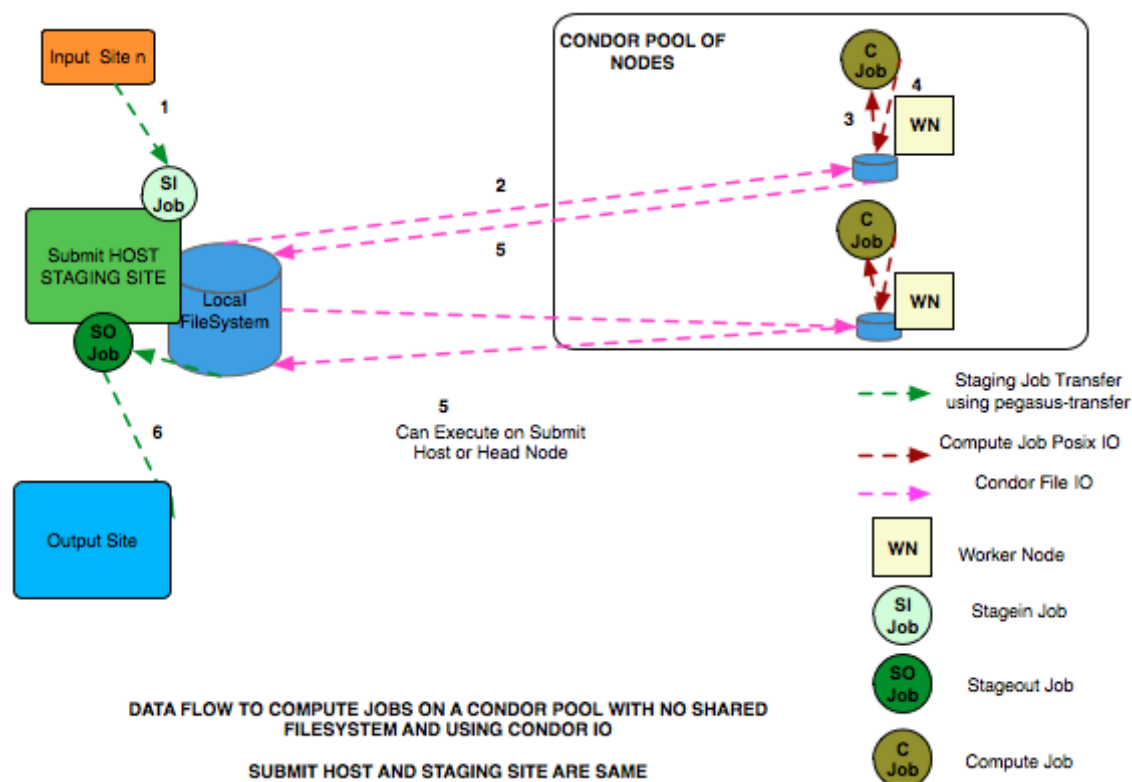 Input Site n
1
SI
Job
Submit HOST
STAGING SITE
Local
FileSystem
SO
Job
6
Output Site
2
5
5
Can Execute on Submit
Host or Head Node
CONDOR POOL OF
NODES
C
Job
4
3
WN
C
Job
WN
Staging Job Transfer
using pegasus-transfer
Compute Job Posix IO
Condor File IO
WN
Worker Node
SI
Job
Stagein Job
SO
Job
Stageout Job
C
Job
Compute Job
DATA FLOW TO COMPUTE JOBS ON A CONDOR POOL WITH NO SHARED
FILESYSTEM AND USING CONDOR IO
SUBMIT HOST AND STAGING SITE ARE SAME